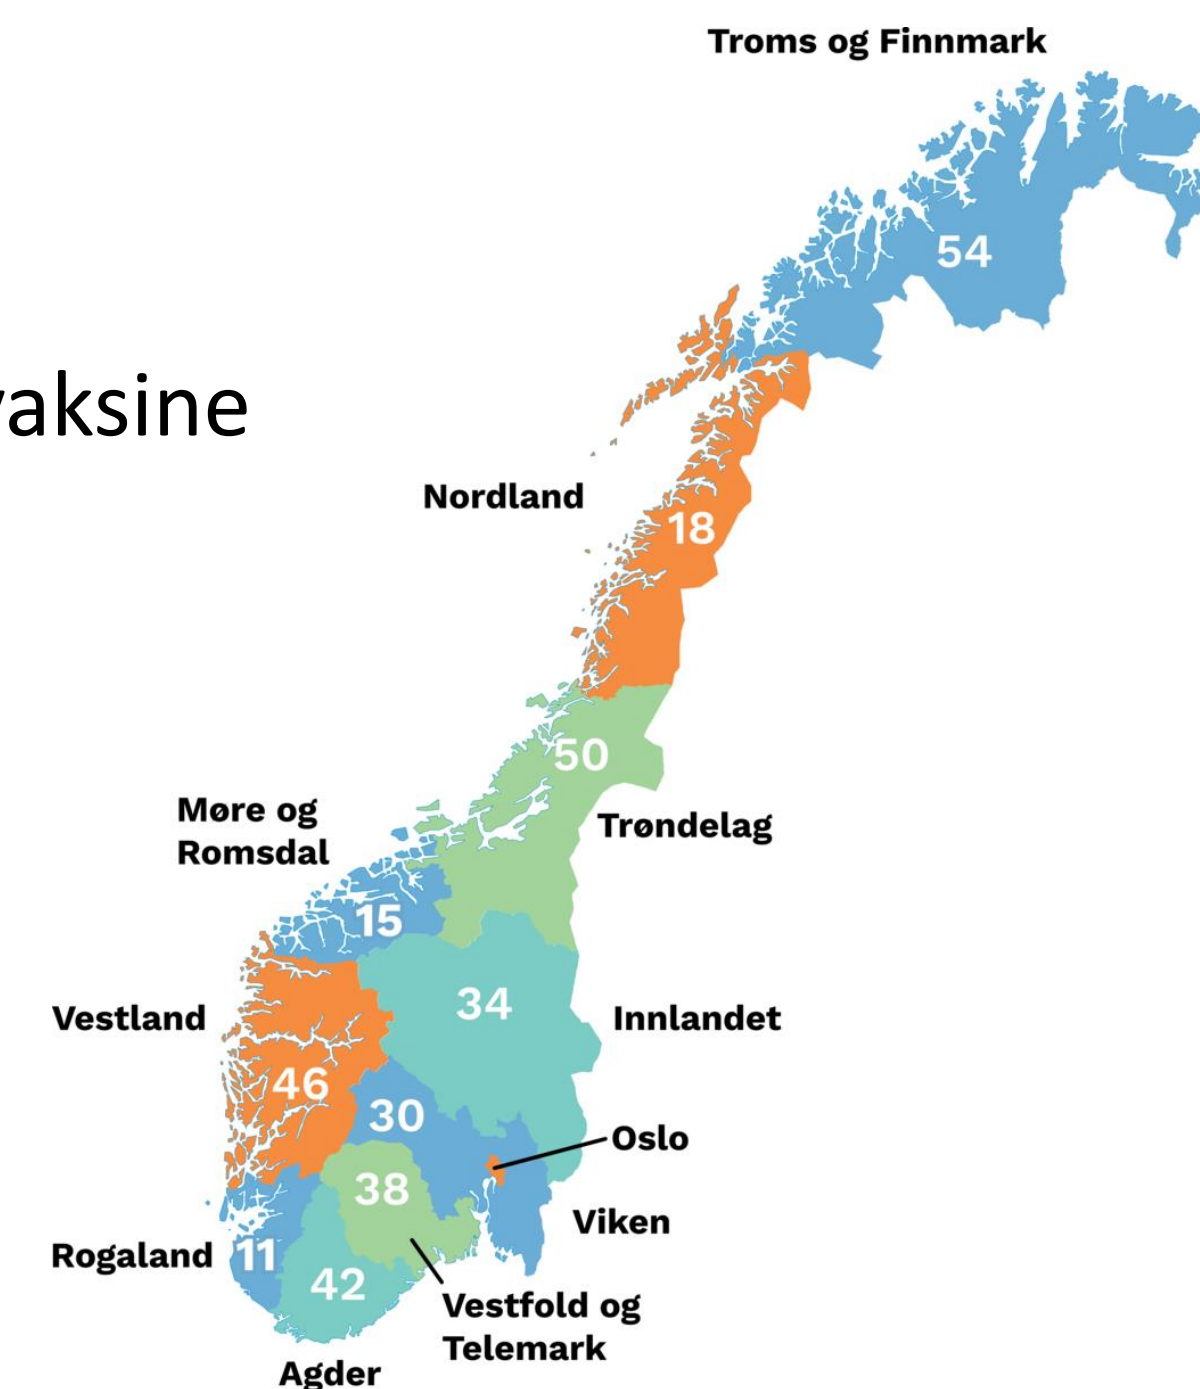 Troms og Finnmark
54
Nordland
18
50
Trøndelag
Møre og
Romsdal
15
34
Innlandet
Vestland
46
30
Oslo
38
Viken
Rogaland
11
42
Vestfold og
Telemark
Agder